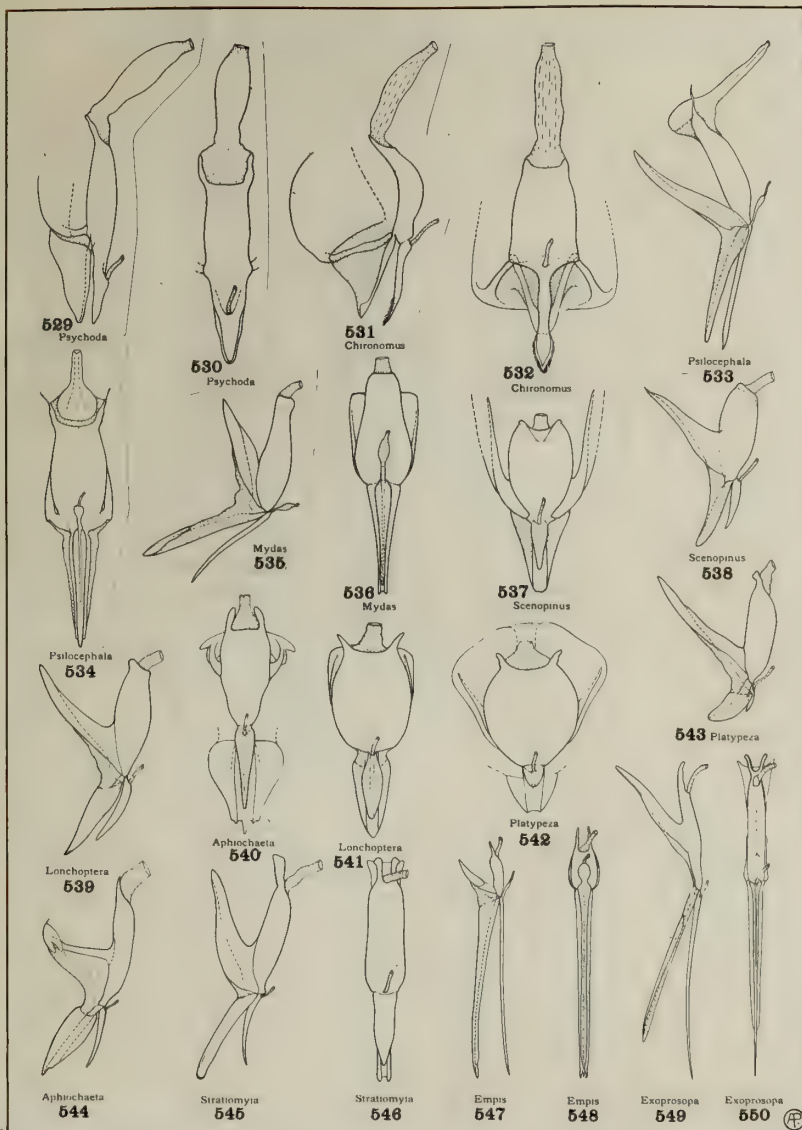 529
Psychoda
530
Psychoda
531
Chironomus
532
Chironomus
Psilocephala
533
Psilocephala
534
Mydas
535
536
Mydas
537
Scenopinus
Scenopinus
538
Lonchoptera
539
Aphiochaeta
540
Lonchoptera
541
Platypeza
542
543 Platypeza
Aphiochaeta
544
Stratiomyia
545
Stratiomyia
546
Empis
547
Empis
548
Exoprosopa
549
Exoprosopa
550